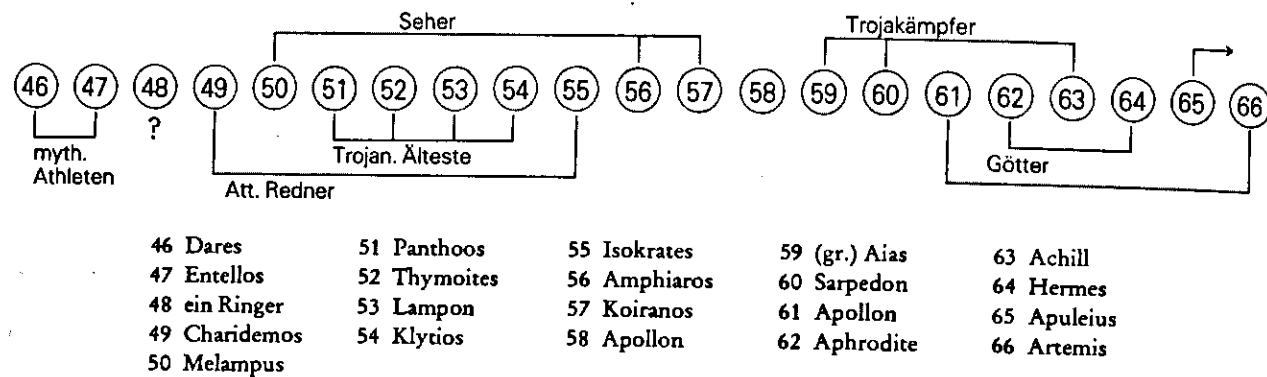 Seher
Trojakämpfer
46 47 48 49 50 51 52 53 54 55 56 57 58 59 60 61 62 63 64 65 66
?
myth.
Athleten
Trojan. Älteste
Götter
Att. Redner
46 Dares
47 Entellos
48 ein Ringer
49 Charidemos
50 Melampus
51 Panthoos
52 Thymoites
53 Lampon
54 Klytios
55 Isokrates
56 Amphiaros
57 Koiranos
58 Apollon
59 (gr.) Aias
60 Sarpedon
61 Apollon
62 Aphrodite
63 Achill
64 Hermes
65 Apuleius
66 Artemis